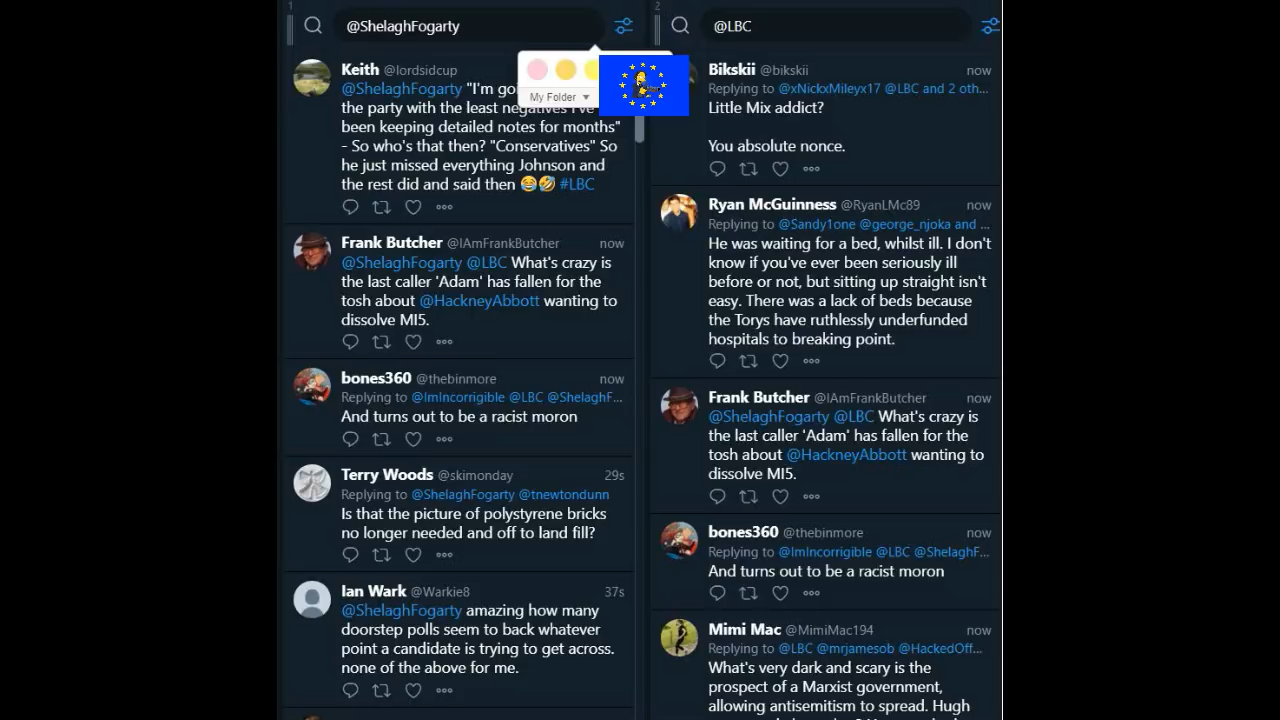 1
@ShelaghFogarty
Keith @lordsidcup
@ShelaghFogarty "I'm
the party with the least negatives I've
been keeping detailed notes for months"
- So who's that then? "Conservatives" So
he just missed everything Johnson and
the rest did and said then 😂🤣 #LBC
My Folder
Frank Butcher @IAmFrankButcher now
@ShelaghFogarty @LBC What's crazy is
the last caller 'Adam' has fallen for the
tosh about @HackneyAbbott wanting to
dissolve MI5.
bones360 @thebinmore now
Replying to @ImIncorrigible @LBC @ShelaghF...
And turns out to be a racist moron
Terry Woods @skimonday 29s
Replying to @ShelaghFogarty @tnewtondunn
Is that the picture of polystyrene bricks
no longer needed and off to land fill?
Ian Wark @Warkie8 37s
@ShelaghFogarty amazing how many
doorstep polls seem to back whatever
point a candidate is trying to get across.
none of the above for me.
2
@LBC
Bikskii @bikskii now
Replying to @xNickxMileyx17 @LBC and 2 oth...
Little Mix addict?
You absolute nonce.
Ryan McGuinness @RyanLMc89 now
Replying to @Sandy1one @george_njoka and ...
He was waiting for a bed, whilst ill. I don't
know if you've ever been seriously ill
before or not, but sitting up straight isn't
easy. There was a lack of beds because
the Torys have ruthlessly underfunded
hospitals to breaking point.
Frank Butcher @IAmFrankButcher now
@ShelaghFogarty @LBC What's crazy is
the last caller 'Adam' has fallen for the
tosh about @HackneyAbbott wanting to
dissolve MI5.
bones360 @thebinmore now
Replying to @ImIncorrigible @LBC @ShelaghF...
And turns out to be a racist moron
Mimi Mac @MimiMac194 now
Replying to @LBC @mrjamesob @HackedOff...
What's very dark and scary is the
prospect of a Marxist government,
allowing antisemitism to spread. Hugh